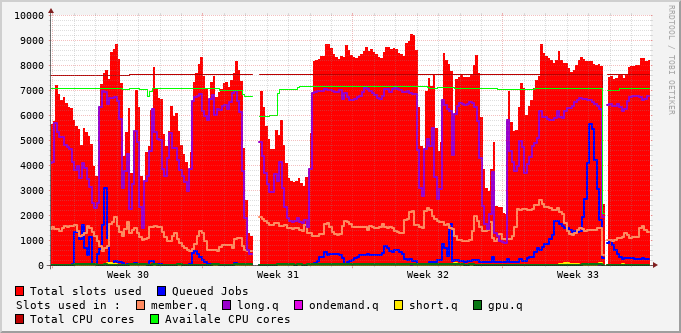 10000
9000
8000
7000
6000
5000
4000
3000
2000
1000
0
Week 30 Week 31 Week 32 Week 33
Total slots used Queued Jobs
Slots used in : member.q long.q ondemand.q short.q gpu.q
Total CPU cores Availale CPU cores
RRDTOOL / TOBI OETIKER